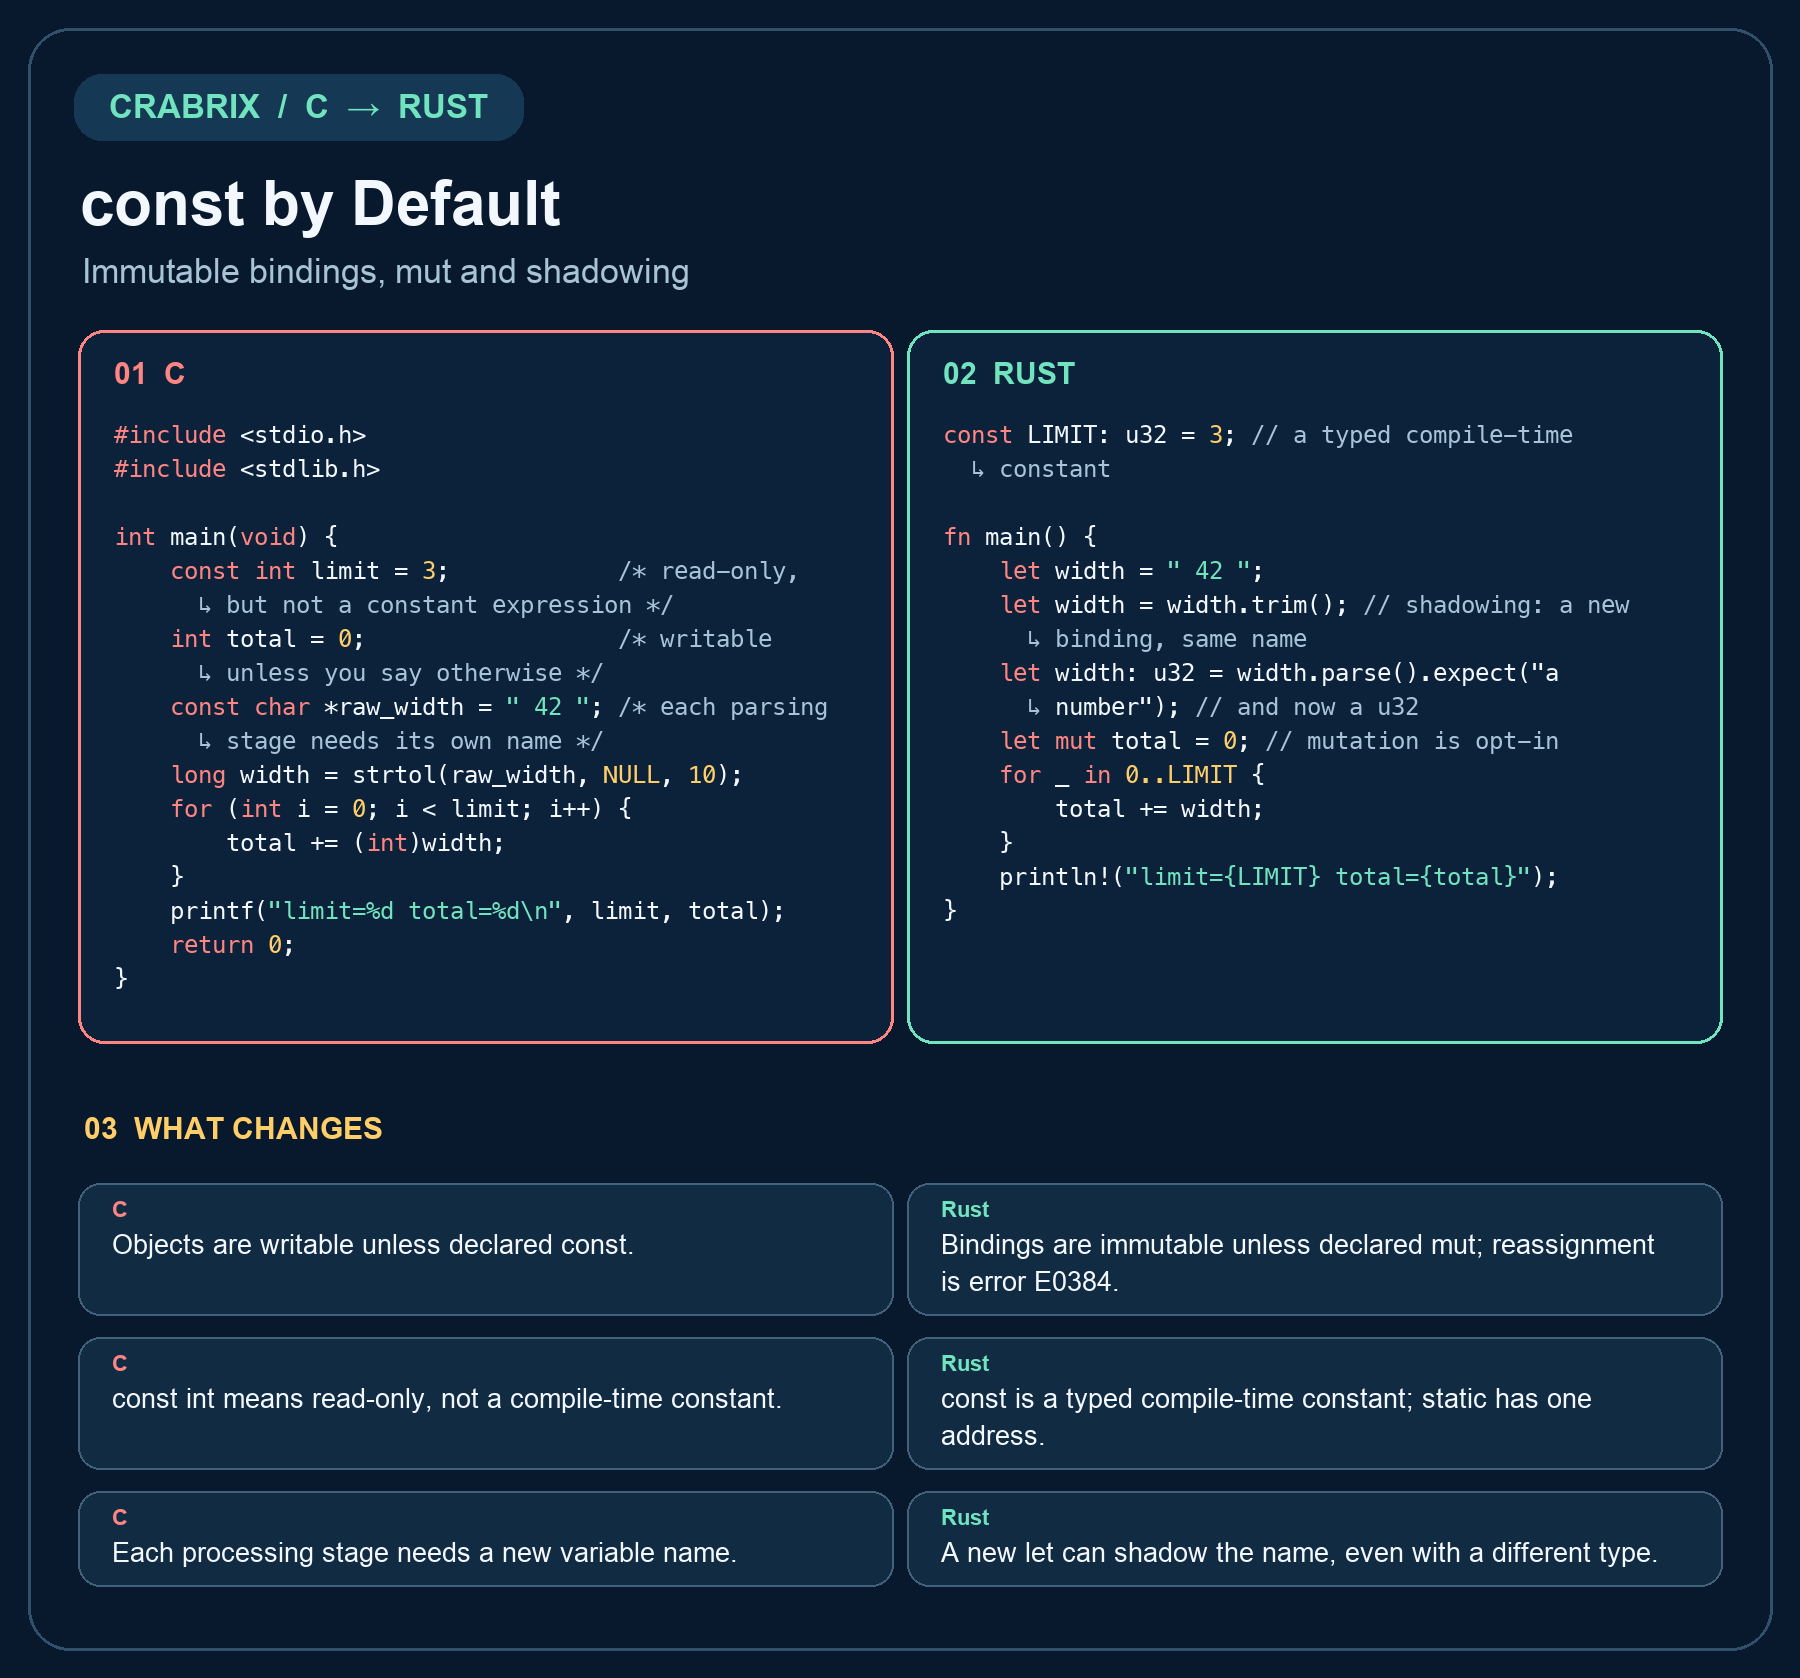 CRABRIX / C → RUST
const by Default
Immutable bindings, mut and shadowing
01 C
#include <stdio.h>
#include <stdlib.h>
int main(void) {
    const int limit = 3;            /* read-only,
      ↳ but not a constant expression */
    int total = 0;                  /* writable
      ↳ unless you say otherwise */
    const char *raw_width = " 42 "; /* each parsing
      ↳ stage needs its own name */
    long width = strtol(raw_width, NULL, 10);
    for (int i = 0; i < limit; i++) {
        total += (int)width;
    }
    printf("limit=%d total=%d\n", limit, total);
    return 0;
}
02 RUST
const LIMIT: u32 = 3; // a typed compile-time
  ↳ constant
fn main() {
    let width = " 42 ";
    let width = width.trim(); // shadowing: a new
      ↳ binding, same name
    let width: u32 = width.parse().expect("a
      ↳ number"); // and now a u32
    let mut total = 0; // mutation is opt-in
    for _ in 0..LIMIT {
        total += width;
    }
    println!("limit={LIMIT} total={total}");
}
03 WHAT CHANGES
C
Objects are writable unless declared const.
Rust
Bindings are immutable unless declared mut; reassignment
is error E0384.
C
const int means read-only, not a compile-time constant.
Rust
const is a typed compile-time constant; static has one
address.
C
Each processing stage needs a new variable name.
Rust
A new let can shadow the name, even with a different type.